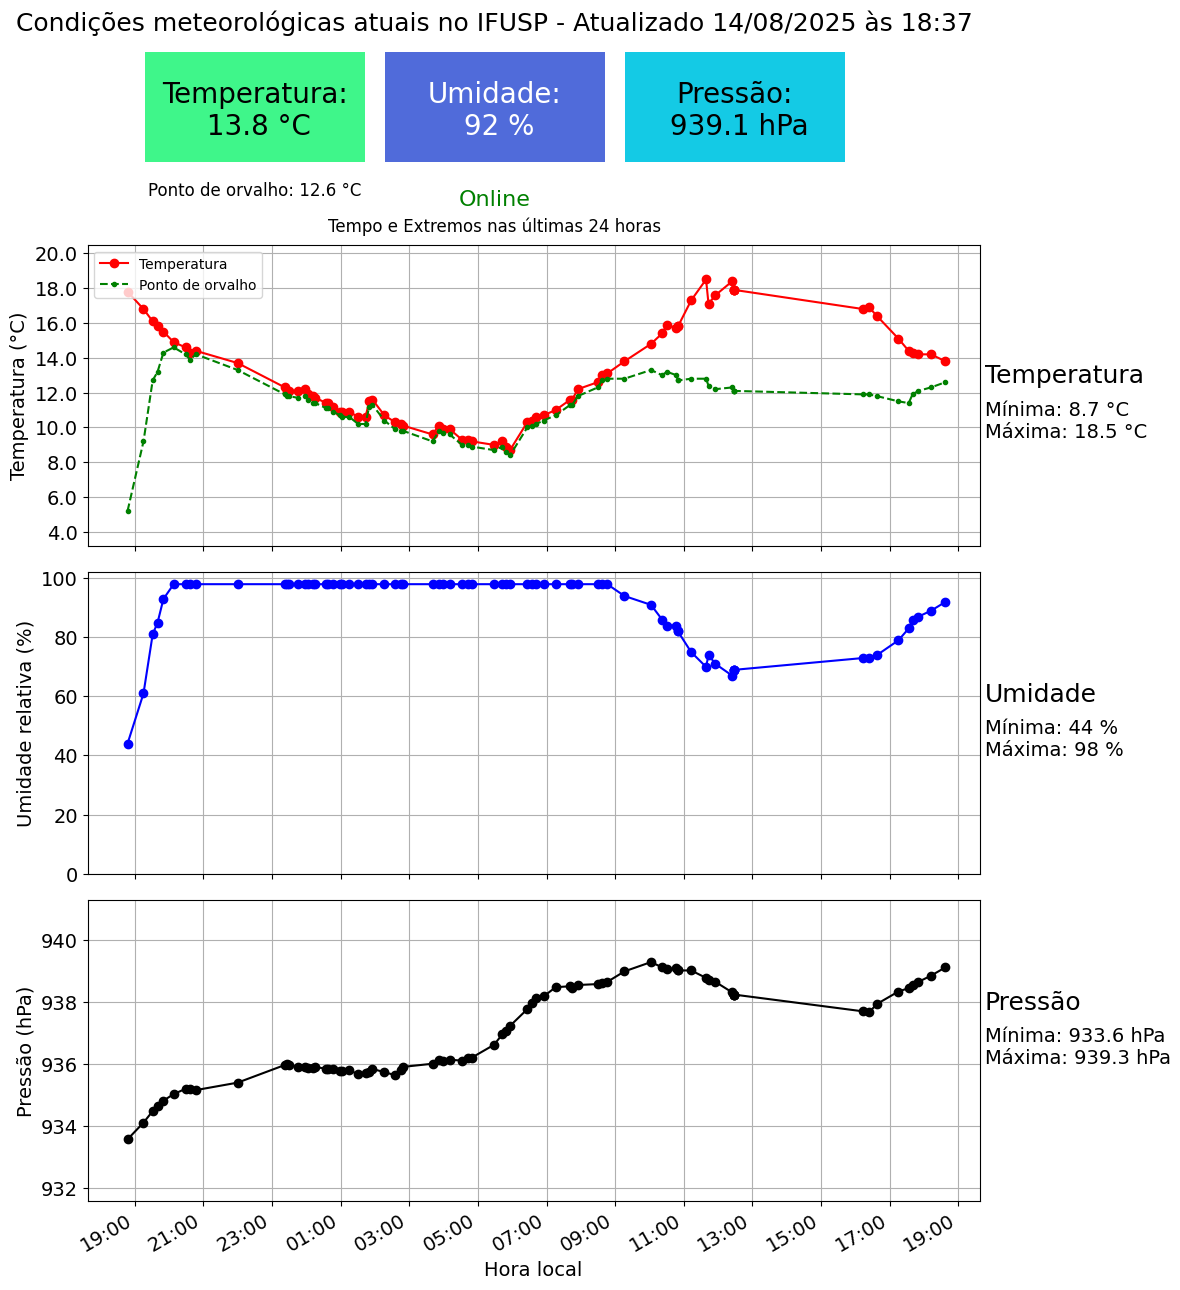 Condições meteorológicas atuais no IFUSP - Atualizado 14/08/2025 às 18:37
Temperatura:
13.8 °C
Umidade:
92 %
Pressão:
939.1 hPa
Ponto de orvalho: 12.6 °C
Online
Tempo e Extremos nas últimas 24 horas
Temperatura
Ponto de orvalho
Temperatura (°C)
20.0
18.0
16.0
14.0
12.0
10.0
8.0
6.0
4.0
Temperatura
Mínima: 8.7 °C
Máxima: 18.5 °C
Umidade relativa (%)
100
80
60
40
20
0
Umidade
Mínima: 44 %
Máxima: 98 %
Pressão (hPa)
940
938
936
934
932
Pressão
Mínima: 933.6 hPa
Máxima: 939.3 hPa
19:00
21:00
23:00
01:00
03:00
05:00
07:00
09:00
11:00
13:00
15:00
17:00
19:00
Hora local